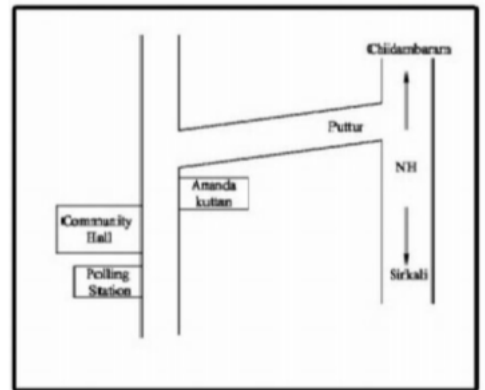 Chidambaram
Puttur
NH
Ananda
kuttan
Community
Hall
Polling
Station
Sirkali